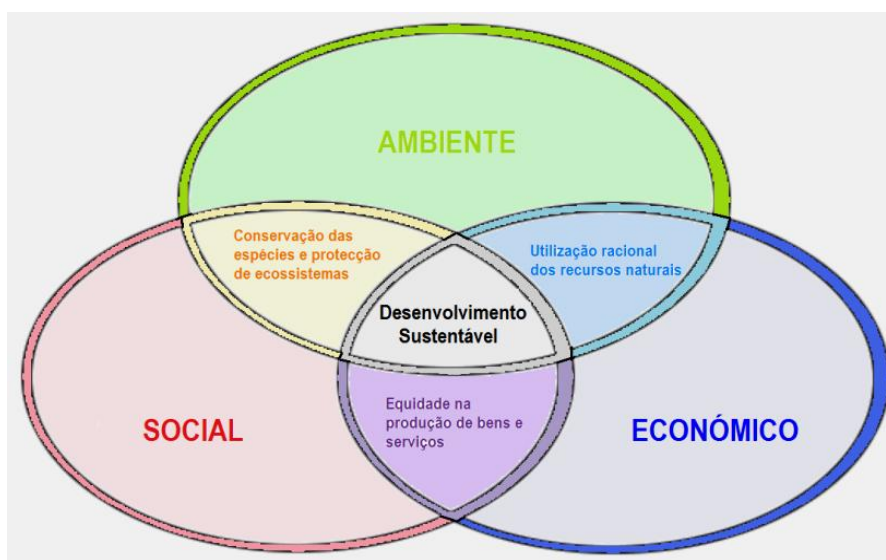 AMBIENTE
Conservação das
espécies e protecção
de ecossistemas
Utilização racional
dos recursos naturais
Desenvolvimento
Sustentável
SOCIAL
Equidade na
produção de bens e
serviços
ECONÓMICO